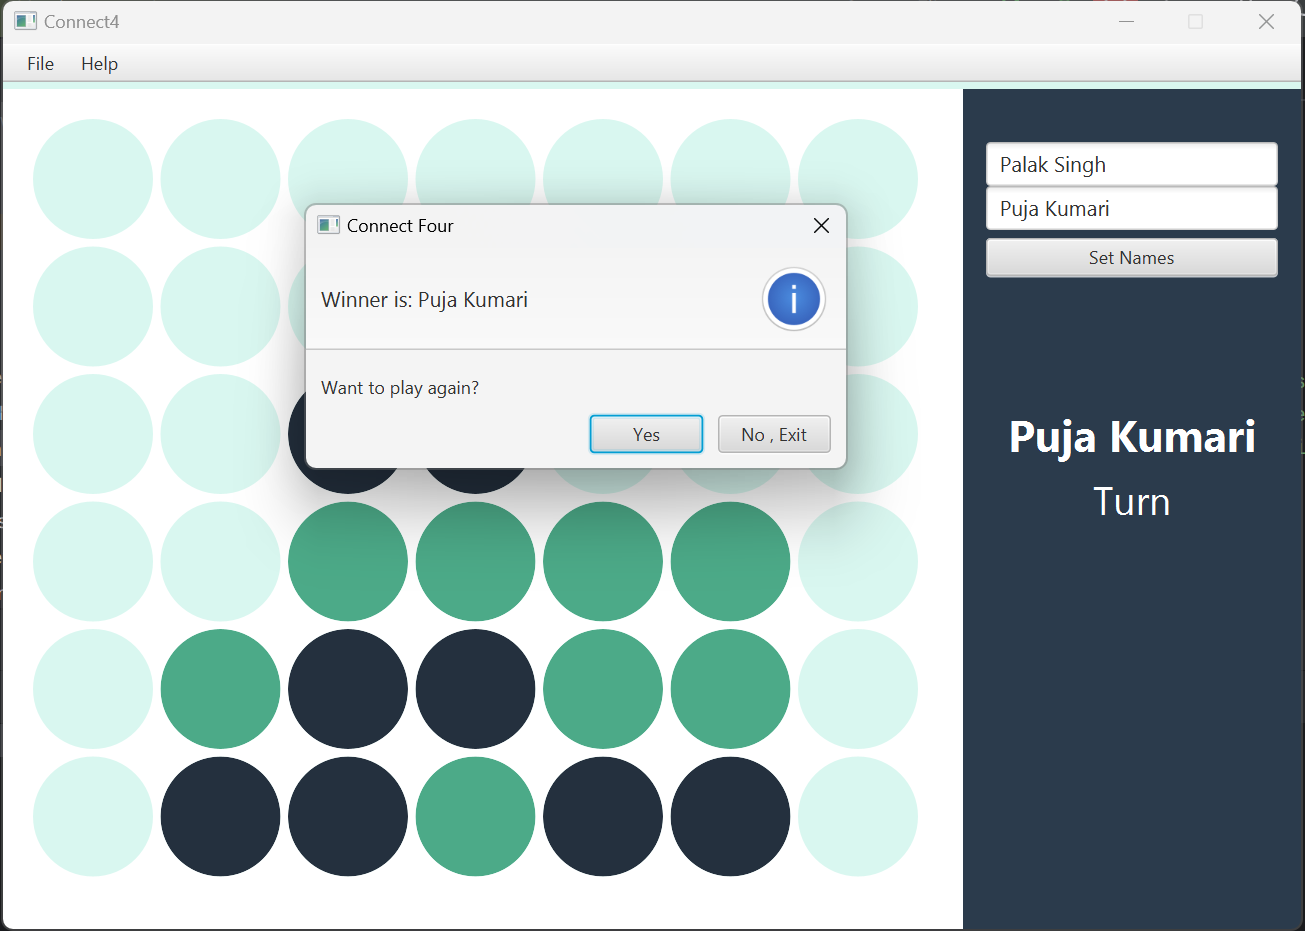 Connect4
File Help
Palak Singh
Puja Kumari
Set Names
Connect Four
Winner is: Puja Kumari
i
Want to play again?
Yes No , Exit
Puja Kumari
Turn